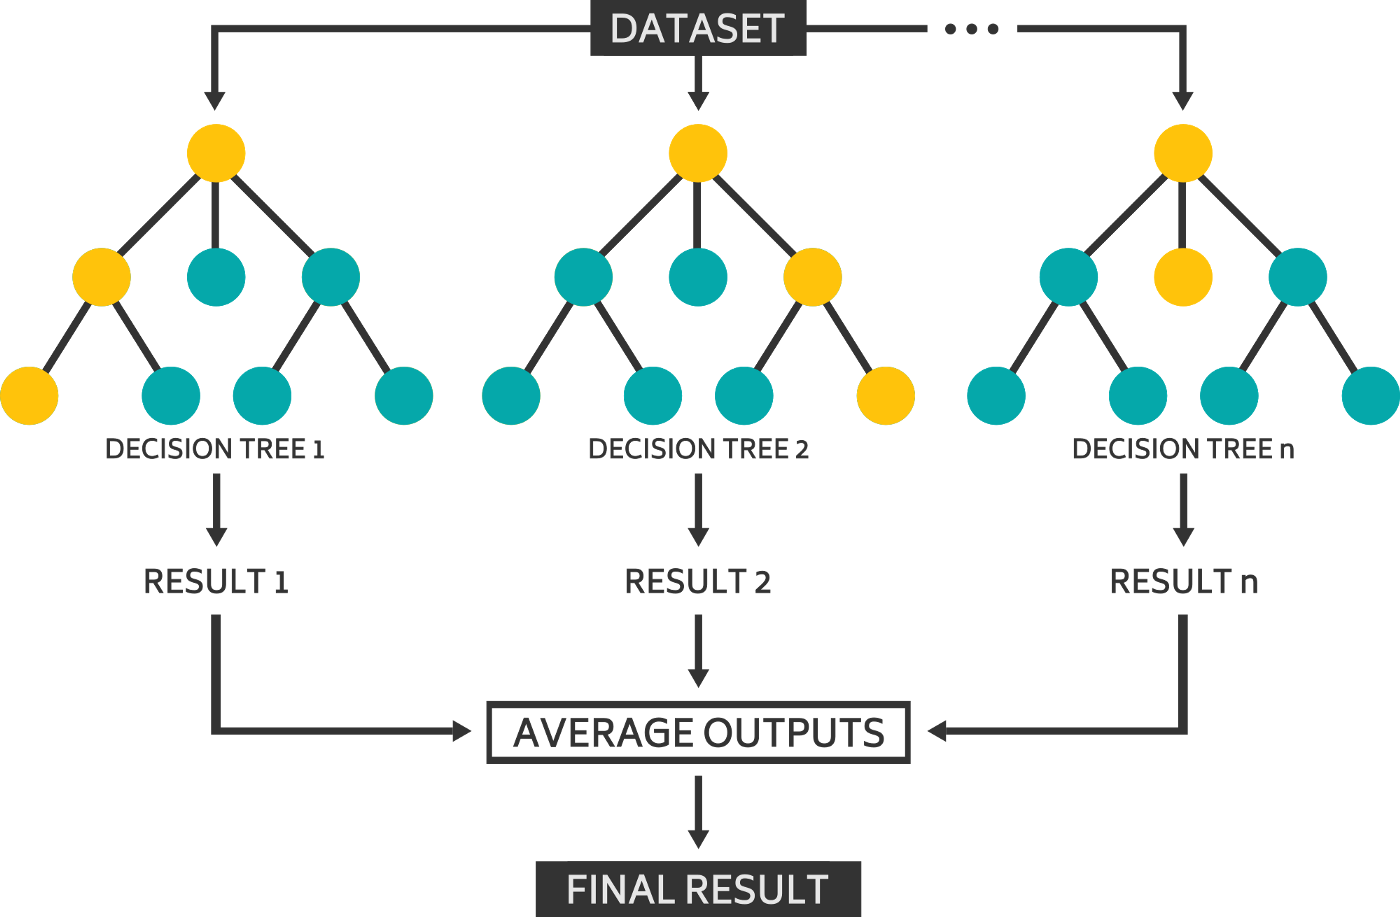 DATASET
DECISION TREE 1
DECISION TREE 2
DECISION TREE n
RESULT 1
RESULT 2
RESULT n
AVERAGE OUTPUTS
FINAL RESULT